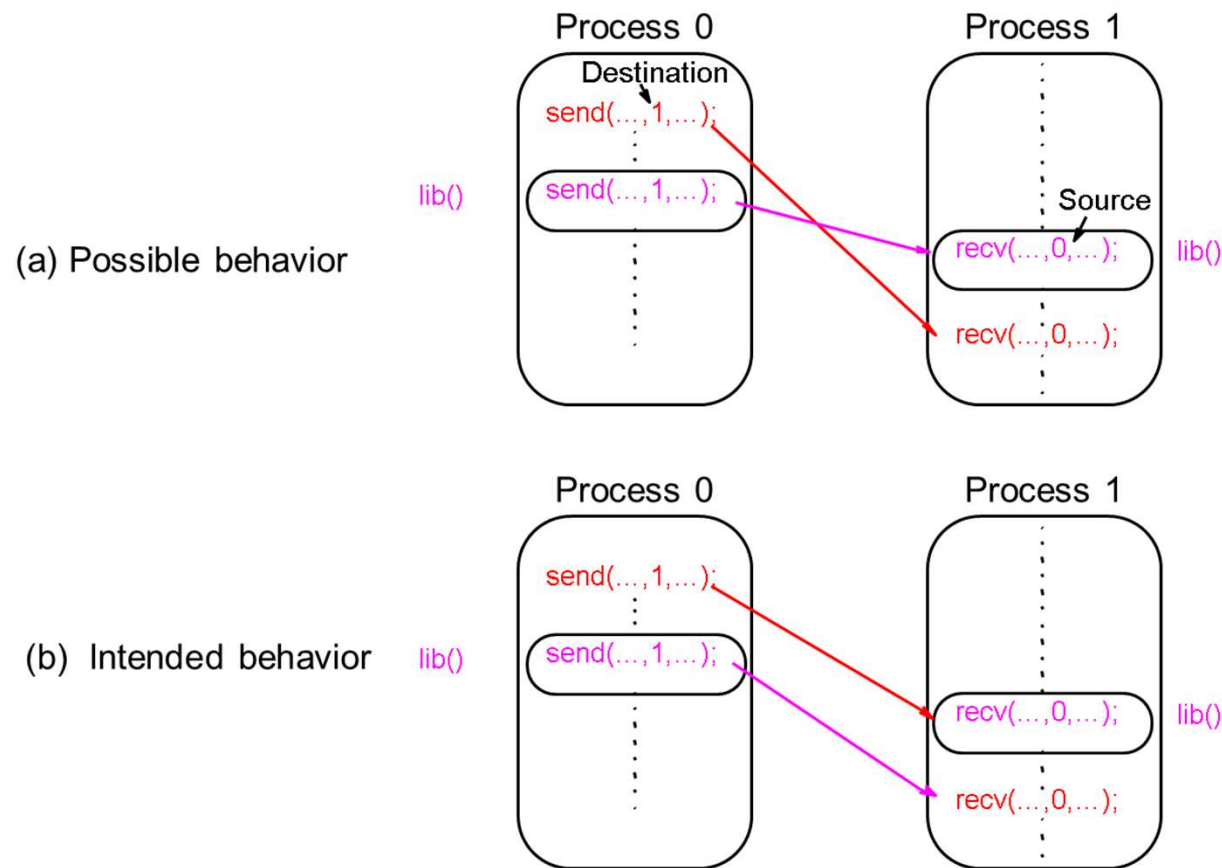 Process 0
Process 1
Destination
send(...,1,...);
lib()
send(...,1,...);
Source
recv(...,0,...);
lib()
(a) Possible behavior
recv(...,0,...);
Process 0
Process 1
send(...,1,...);
(b) Intended behavior
lib()
send(...,1,...);
recv(...,0,...);
lib()
recv(...,0,...);